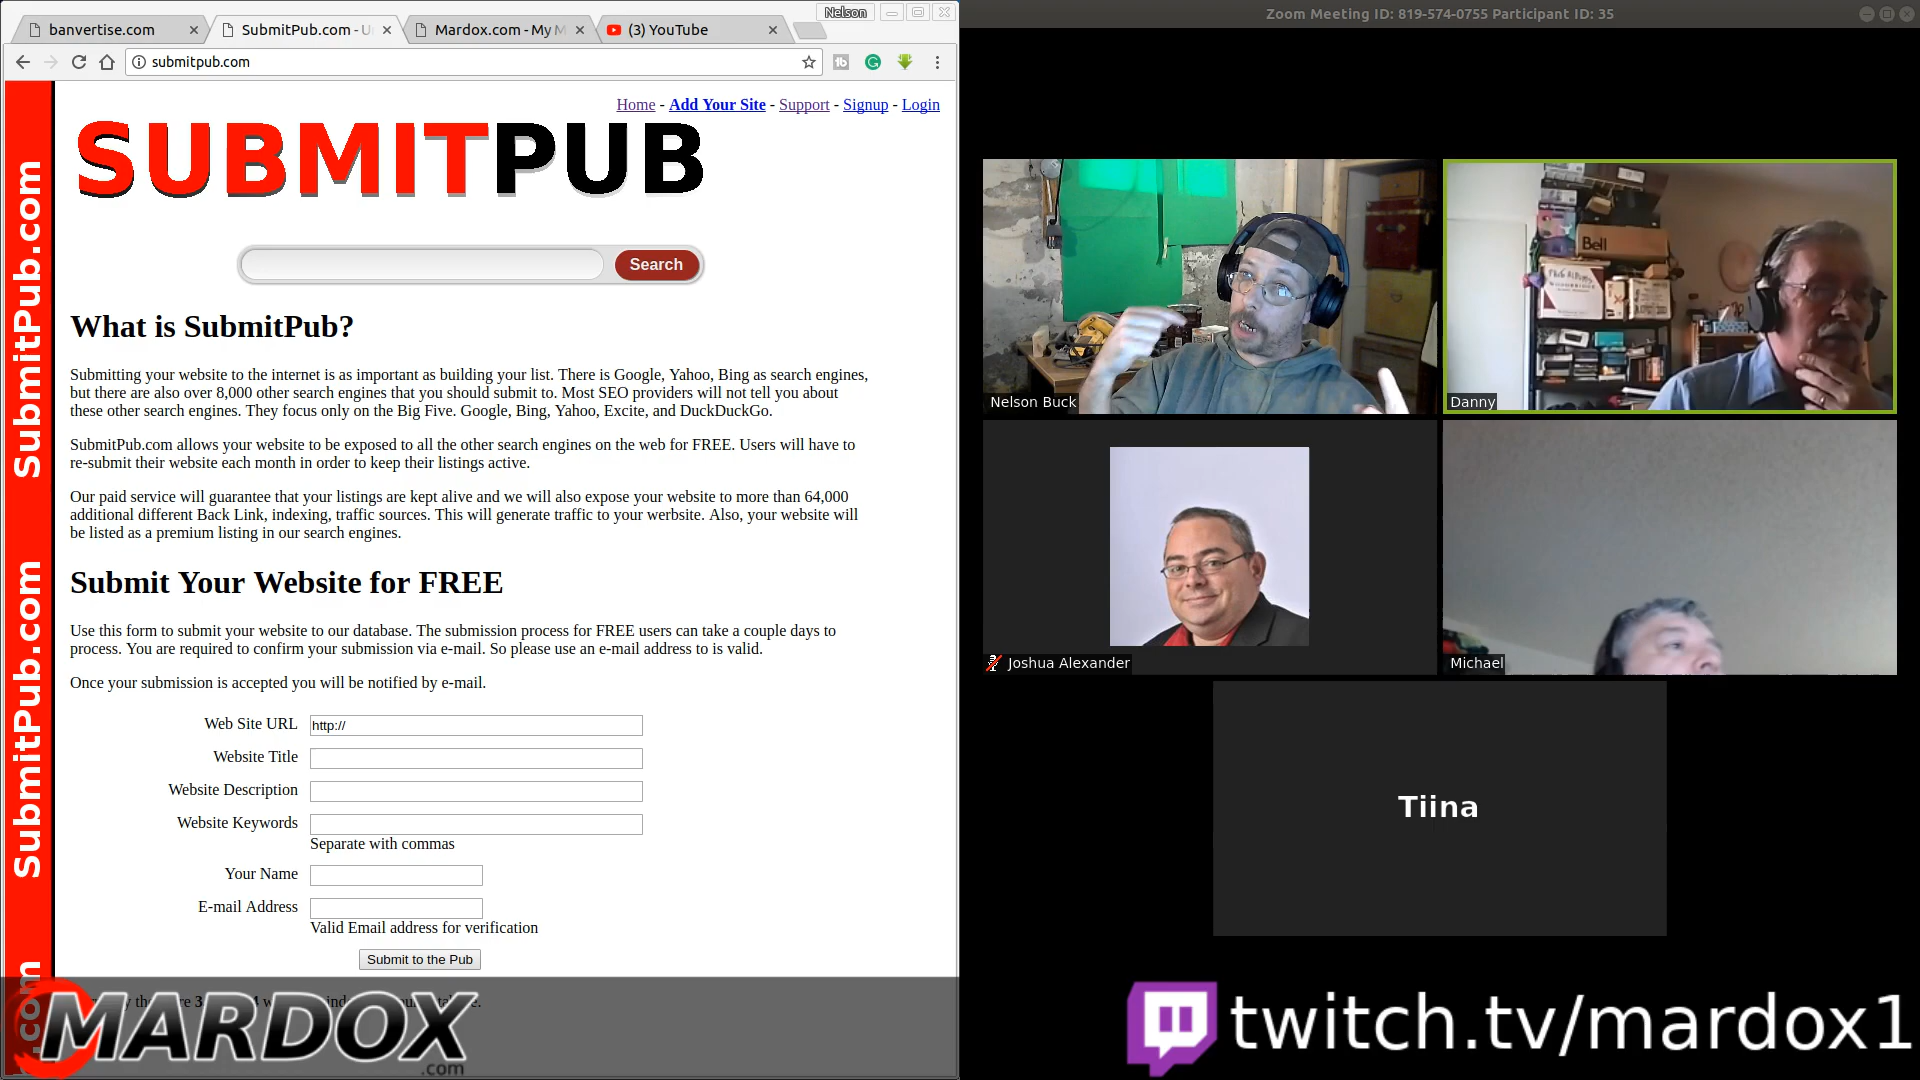 Nelson
banvertise.com
SubmitPub.com - U
Mardox.com - My M
(3) YouTube
submitpub.com
Home - Add Your Site - Support - Signup - Login
SUBMITPUB
Search
What is SubmitPub?
Submitting your website to the internet is as important as building your list. There is Google, Yahoo, Bing as search engines,
but there are also over 8,000 other search engines that you should submit to. Most SEO providers will not tell you about
these other search engines. They focus only on the Big Five. Google, Bing, Yahoo, Excite, and DuckDuckGo.
SubmitPub.com allows your website to be exposed to all the other search engines on the web for FREE. Users will have to
re-submit their website each month in order to keep their listings active.
Our paid service will guarantee that your listings are kept alive and we will also expose your website to more than 64,000
additional different Back Link, indexing, traffic sources. This will generate traffic to your werbsite. Also, your website will
be listed as a premium listing in our search engines.
Submit Your Website for FREE
Use this form to submit your website to our database. The submission process for FREE users can take a couple days to
process. You are required to confirm your submission via e-mail. So please use an e-mail address to is valid.
Once your submission is accepted you will be notified by e-mail.
Web Site URL http://
Website Title
Website Description
Website Keywords
Separate with commas
Your Name
E-mail Address
Valid Email address for verification
Submit to the Pub
SubmitPub.com
SubmitPub.com
.com
MARDOX
.com
Zoom Meeting ID: 819-574-0755 Participant ID: 35
Bell
Nelson Buck
Danny
Joshua Alexander
Michael
Tiina
twitch.tv/mardox1